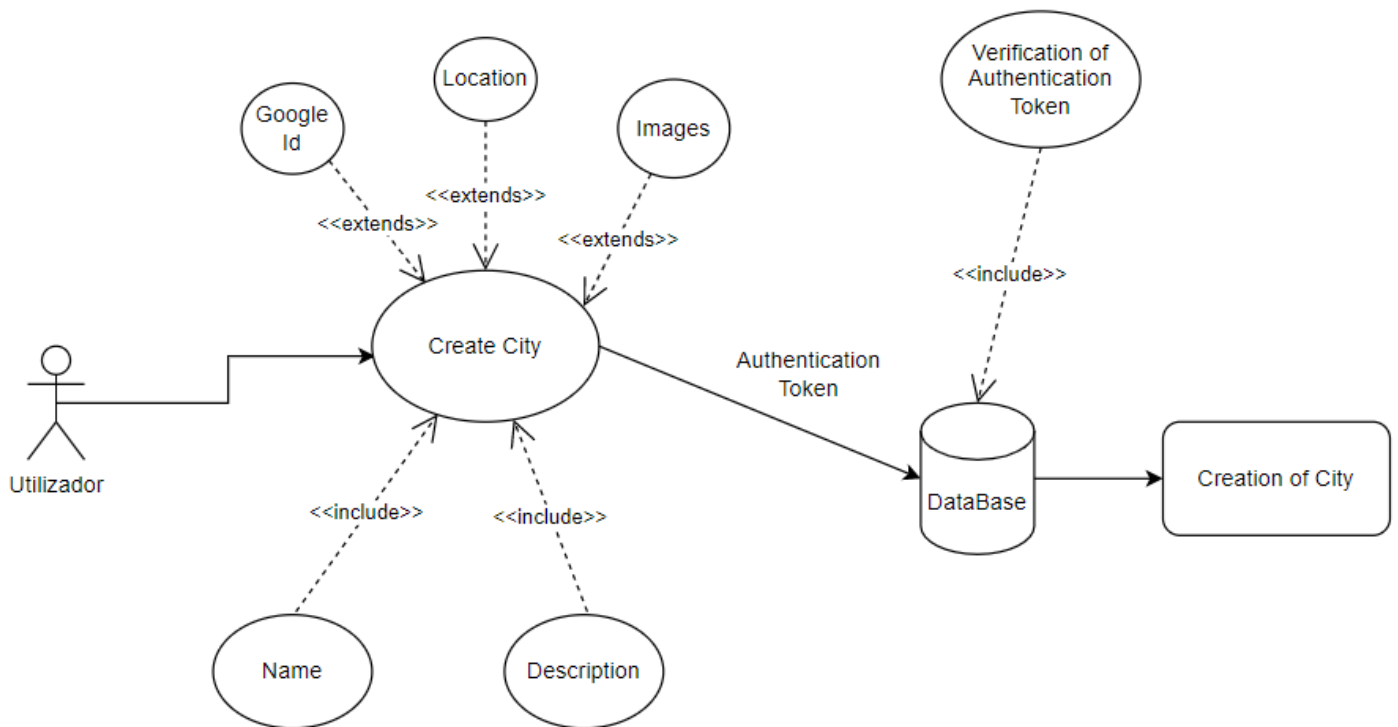 Location
Verification of
Authentication
Token
Google
Id
Images
<<extends>>
<<extends>>
<<extends>>
<<include>>
Create City
Authentication
Token
Utilizador
DataBase
Creation of City
<<include>>
<<include>>
Name
Description